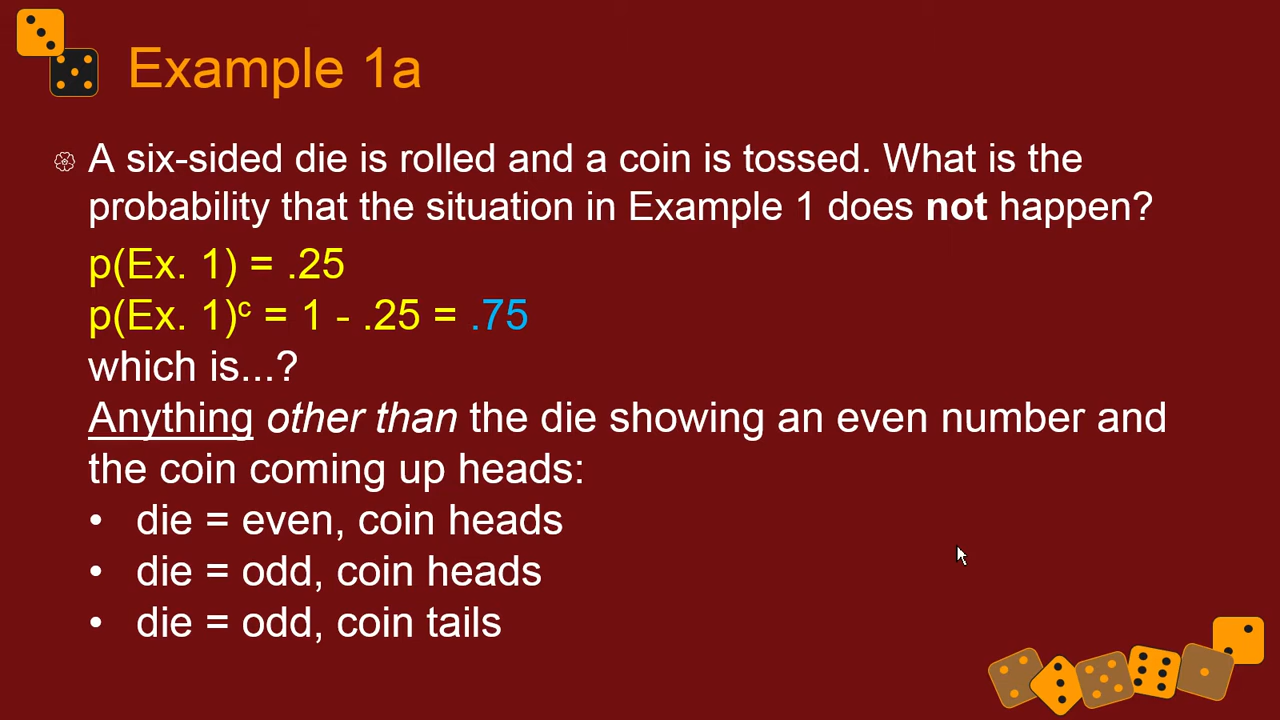 Example 1a
A six-sided die is rolled and a coin is tossed. What is the
probability that the situation in Example 1 does not happen?
p(Ex. 1) = .25
p(Ex. 1)ᶜ = 1 - .25 = .75
which is...?
Anything other than the die showing an even number and
the coin coming up heads:
• die = even, coin heads
• die = odd, coin heads
• die = odd, coin tails